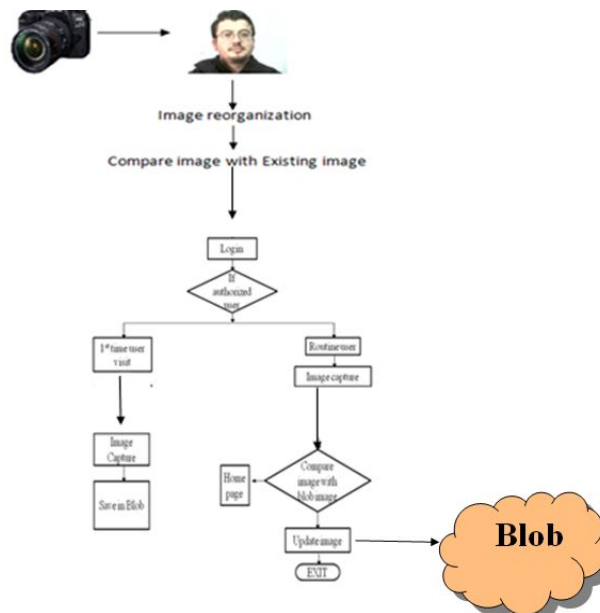 Image reorganization
Compare image with Existing image
Login
If
authorized
user
1st time user
visit
Routine user
Image capture
Image
Capture
Save in Blob
Compare
image with
blob image
Home
page
Update image
EXIT
Blob